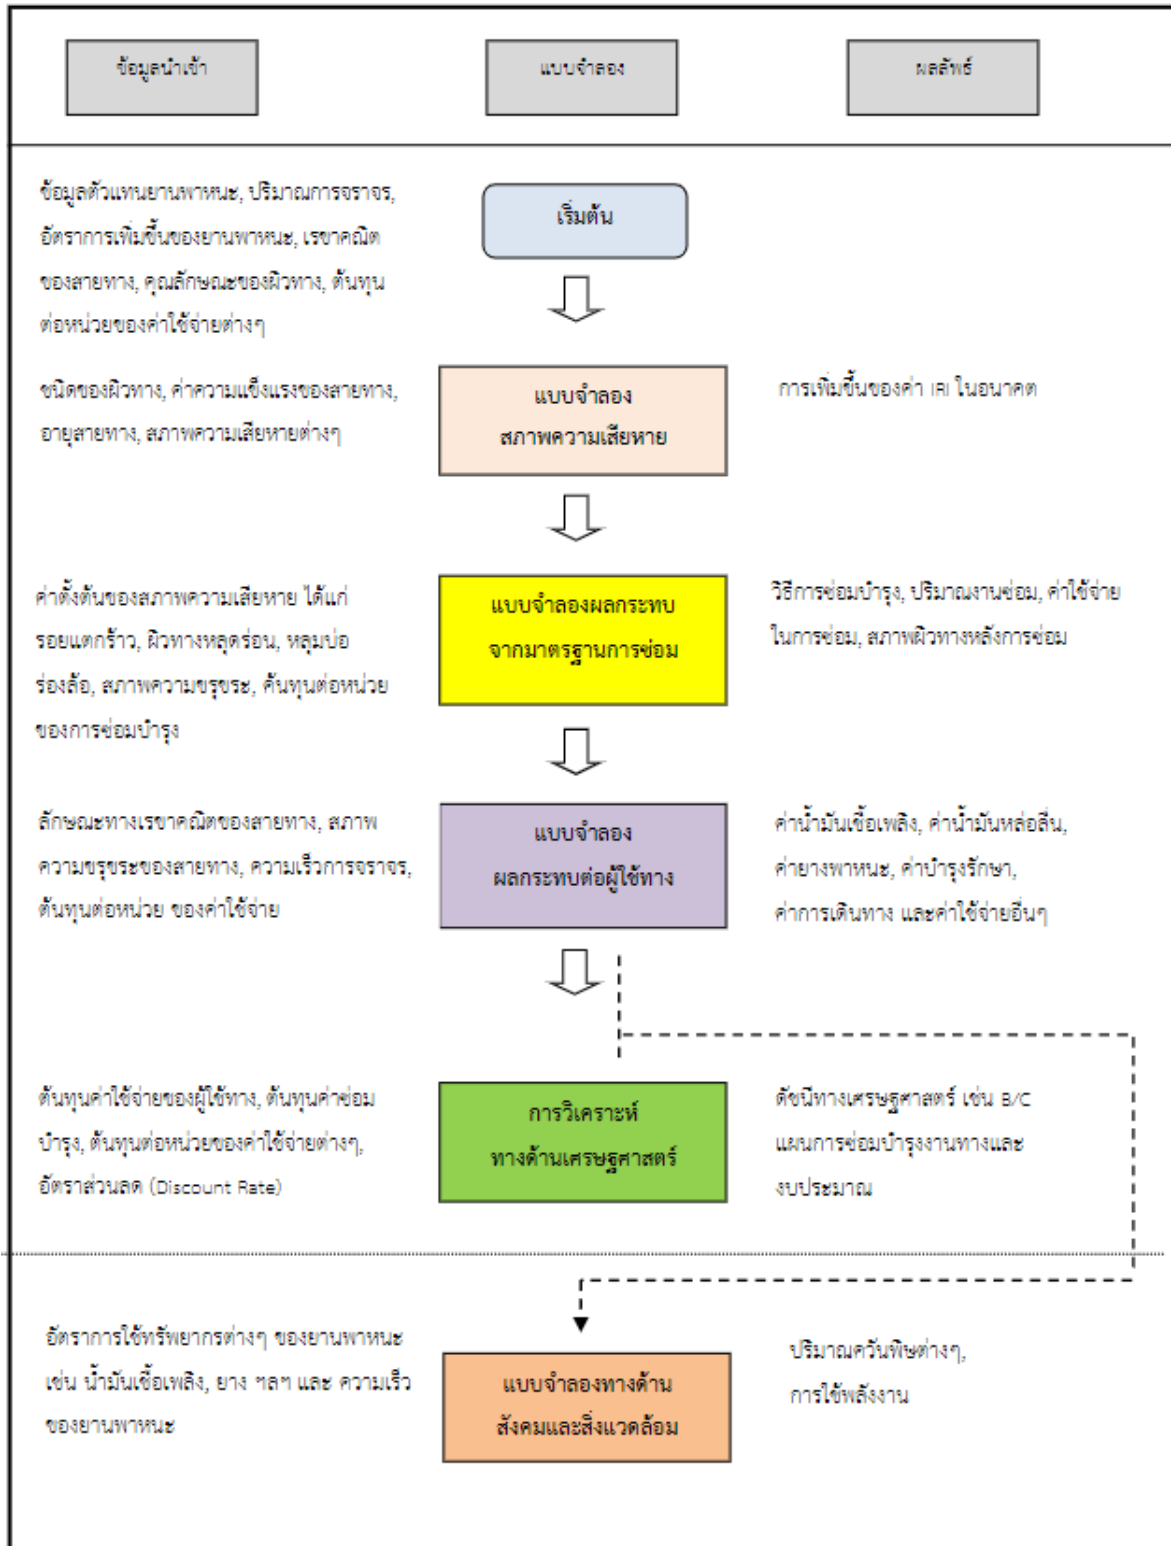 ข้อมูลนำเข้า
แบบจำลอง
ผลลัพธ์
ข้อมูลตัวแทนยานพาหนะ, ปริมาณการจราจร,
อัตราการเพิ่มขึ้นของยานพาหนะ, เรขาคณิต
ของสายทาง, คุณลักษณะของผิวทาง, ต้นทุน
ต่อหน่วยของค่าใช้จ่ายต่างๆ
เริ่มต้น
ชนิดของผิวทาง, ค่าความแข็งแรงของสายทาง,
อายุสายทาง, สภาพความเสียหายต่างๆ
แบบจำลอง
สภาพความเสียหาย
การเพิ่มขึ้นของค่า IRI ในอนาคต
ค่าตั้งต้นของสภาพความเสียหาย ได้แก่
รอยแตกร้าว, ผิวทางหลุดร่อน, หลุมบ่อ
ร่องล้อ, สภาพความขรุขระ, ค้นทุนต่อหน่วย
ของการซ่อมบำรุง
แบบจำลองผลกระทบ
จากมาตรฐานการซ่อม
วิธีการซ่อมบำรุง, ปริมาณงานซ่อม, ค่าใช้จ่าย
ในการซ่อม, สภาพผิวทางหลังการซ่อม
ลักษณะทางเรขาคณิตของสายทาง, สภาพ
ความขรุขระของสายทาง, ความเร็วการจราจร,
ต้นทุนต่อหน่วย ของค่าใช้จ่าย
แบบจำลอง
ผลกระทบต่อผู้ใช้ทาง
ค่าน้ำมันเชื้อเพลิง, ค่าน้ำมันหล่อลื่น,
ค่ายางพาหนะ, ค่าบำรุงรักษา,
ค่าการเดินทาง และค่าใช้จ่ายอื่นๆ
ต้นทุนค่าใช้จ่ายของผู้ใช้ทาง, ต้นทุนค่าซ่อม
บำรุง, ต้นทุนต่อหน่วยของค่าใช้จ่ายต่างๆ,
อัตราส่วนลด (Discount Rate)
การวิเคราะห์
ทางด้านเศรษฐศาสตร์
ดัชนีทางเศรษฐศาสตร์ เช่น B/C
แผนการซ่อมบำรุงงานทางและ
งบประมาณ
อัตราการใช้ทรัพยากรต่างๆ ของยานพาหนะ
เช่น น้ำมันเชื้อเพลิง, ยาง ฯลฯ และ ความเร็ว
ของยานพาหนะ
แบบจำลองทางด้าน
สังคมและสิ่งแวดล้อม
ปริมาณควันพิษต่างๆ,
การใช้พลังงาน